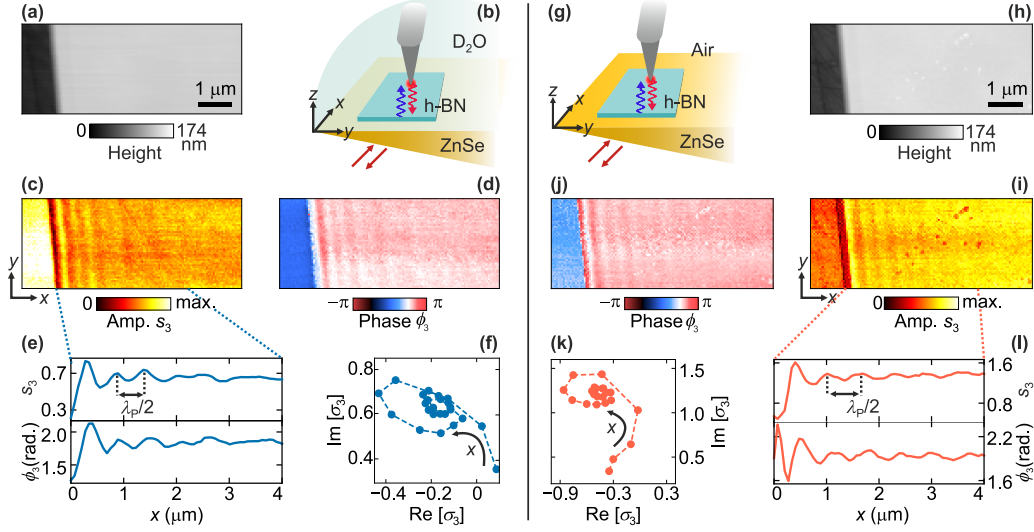 (a)
1 μm
0
174
nm
Height
(b)
D₂O
h-BN
z
x
y
ZnSe
(g)
Air
h-BN
z
x
y
ZnSe
(h)
1 μm
0
174
nm
Height
(c)
y
x
0
max.
Amp. s₃
(d)
−π
π
Phase ϕ₃
(j)
−π
π
Phase ϕ₃
(i)
y
x
0
max.
Amp. s₃
(e)
s₃
0.7
0.3
λP/2
ϕ₃(rad.)
2.0
1.5
0 1 2 3 4
x (μm)
(f)
Im [σ₃]
0.8
0.6
0.4
x
−0.4 −0.2 0
Re [σ₃]
(k)
1.5
1.0
0.5
Im [σ₃]
x
−0.9 −0.3 0.3
Re [σ₃]
(l)
1.6
0.8
s₃
λP/2
2.2
1.6
ϕ₃(rad.)
0 1 2 3 4
x (μm)